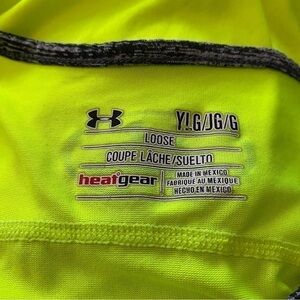 YLG/JG/G
LOOSE
COUPE LÂCHE/SUELTO
heatgear
MADE IN MEXICO
FABRIQUÉ AU MEXIQUE
HECHO EN MEXICO